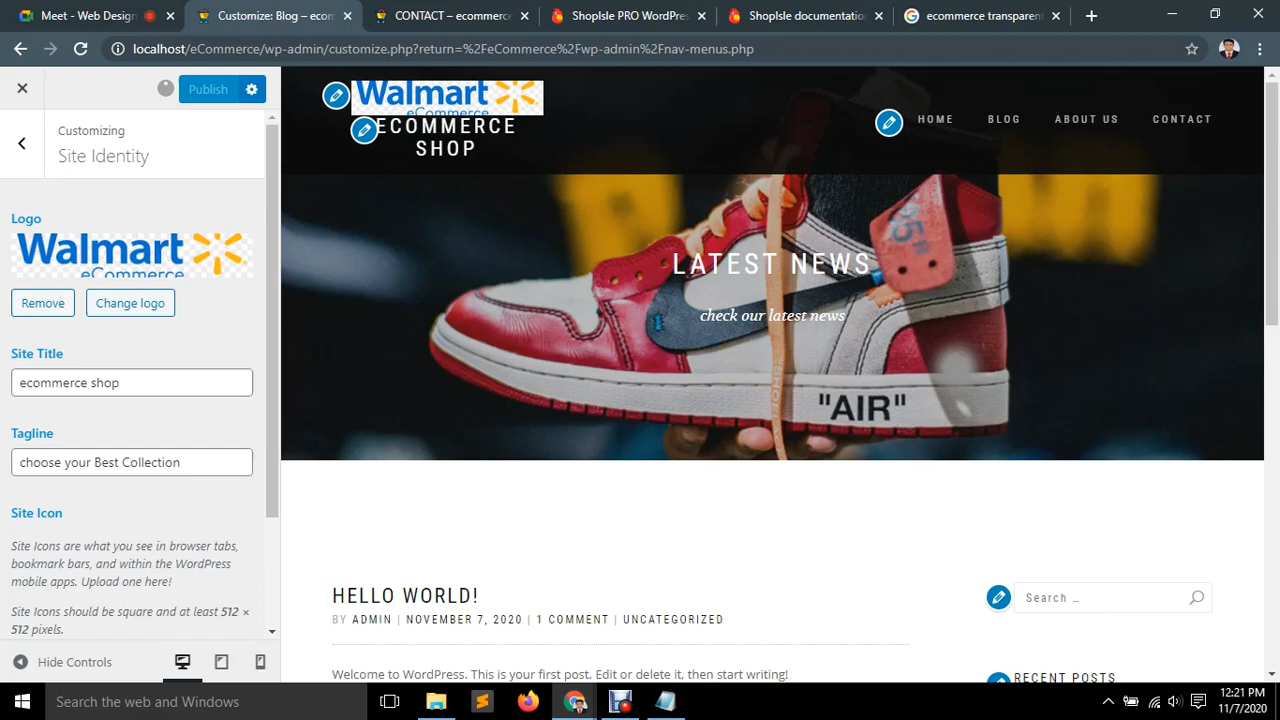 Meet - Web Design
Customize: Blog – ecom
CONTACT – ecommerce
ShopIsle PRO WordPre
ShopIsle documentatio
ecommerce transparen
localhost/eCommerce/wp-admin/customize.php?return=%2FeCommerce%2Fwp-admin%2Fnav-menus.php
Publish
Customizing
Site Identity
Logo
Walmart
eCommerce
Remove
Change logo
Site Title
ecommerce shop
Tagline
choose your Best Collection
Site Icon
Site Icons are what you see in browser tabs,
bookmark bars, and within the WordPress
mobile apps. Upload one here!
Site Icons should be square and at least 512 ×
512 pixels.
Hide Controls
Walmart
eCommerce
ECOMMERCE
SHOP
HOME
BLOG
ABOUT US
CONTACT
LATEST NEWS
check our latest news
"AIR"
HELLO WORLD!
BY ADMIN | NOVEMBER 7, 2020 | 1 COMMENT | UNCATEGORIZED
Welcome to WordPress. This is your first post. Edit or delete it, then start writing!
Search …
RECENT POSTS
Search the web and Windows
12:21 PM
11/7/2020